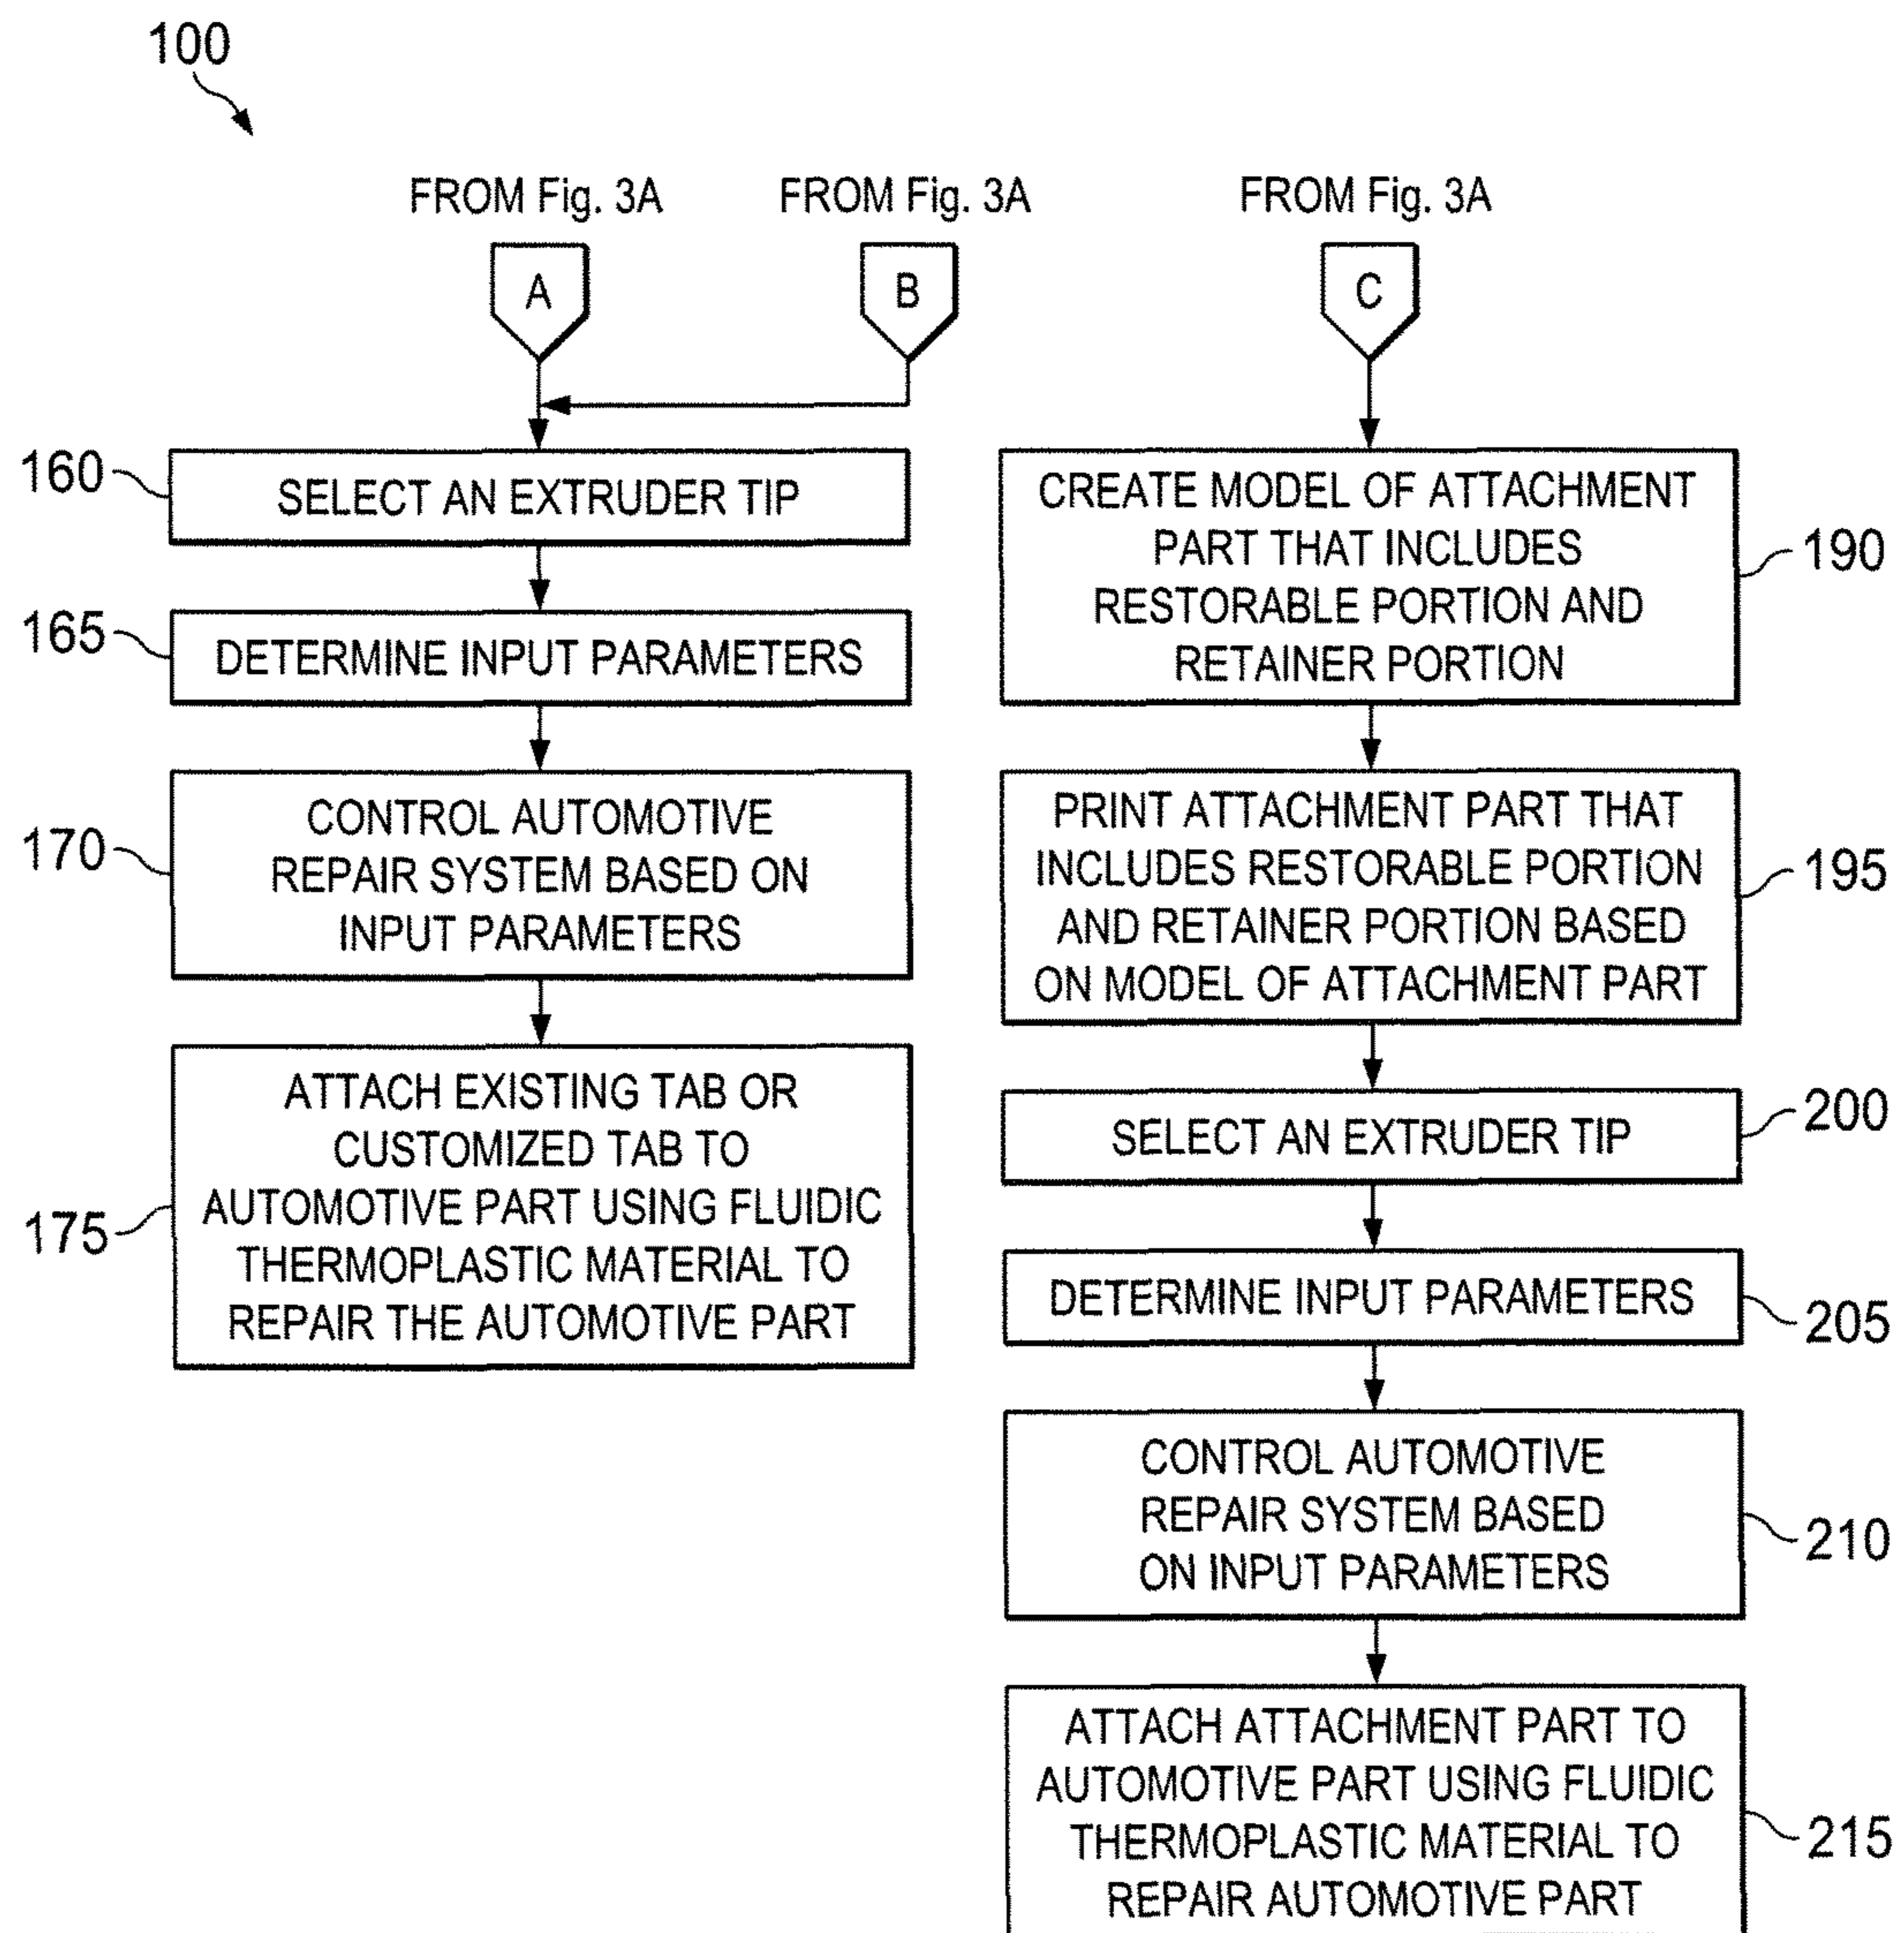 100
FROM Fig. 3A
FROM Fig. 3A
FROM Fig. 3A
A
B
C
160
SELECT AN EXTRUDER TIP
165
DETERMINE INPUT PARAMETERS
170
CONTROL AUTOMOTIVE
REPAIR SYSTEM BASED ON
INPUT PARAMETERS
175
ATTACH EXISTING TAB OR
CUSTOMIZED TAB TO
AUTOMOTIVE PART USING FLUIDIC
THERMOPLASTIC MATERIAL TO
REPAIR THE AUTOMOTIVE PART
CREATE MODEL OF ATTACHMENT
PART THAT INCLUDES
RESTORABLE PORTION AND
RETAINER PORTION
190
PRINT ATTACHMENT PART THAT
INCLUDES RESTORABLE PORTION
AND RETAINER PORTION BASED
ON MODEL OF ATTACHMENT PART
195
SELECT AN EXTRUDER TIP
200
DETERMINE INPUT PARAMETERS
205
CONTROL AUTOMOTIVE
REPAIR SYSTEM BASED
ON INPUT PARAMETERS
210
ATTACH ATTACHMENT PART TO
AUTOMOTIVE PART USING FLUIDIC
THERMOPLASTIC MATERIAL TO
REPAIR AUTOMOTIVE PART
215